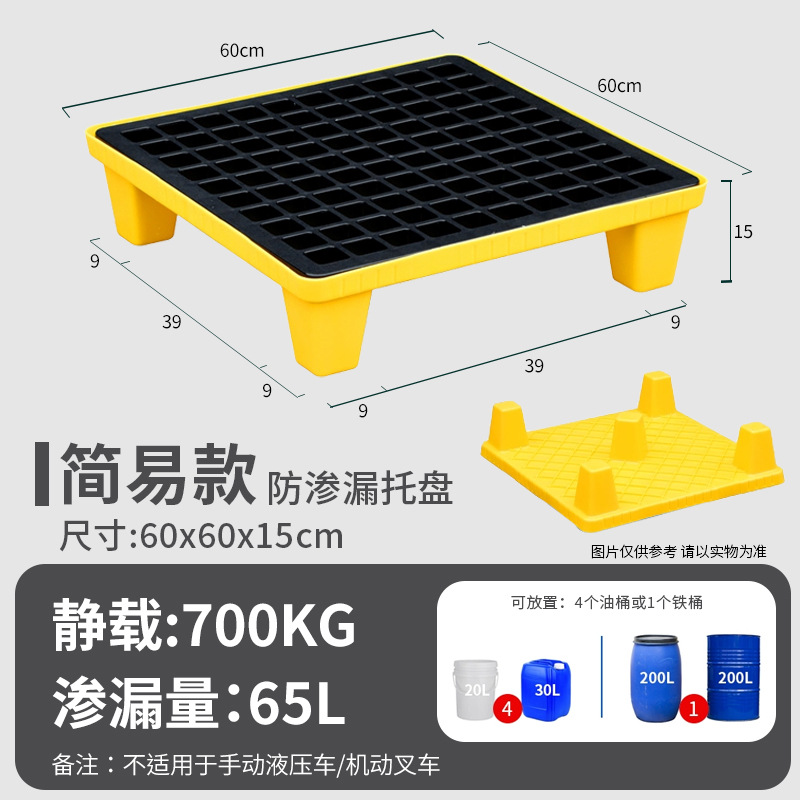 60cm
60cm
15
9
39
9
9
39
9
简易款 防渗漏托盘
尺寸:60x60x15cm
图片仅供参考 请以实物为准
静载:700KG
渗漏量:65L
备注：不适用于手动液压车/机动叉车
可放置：4个油桶或1个铁桶
20L
4
30L
200L
1
200L